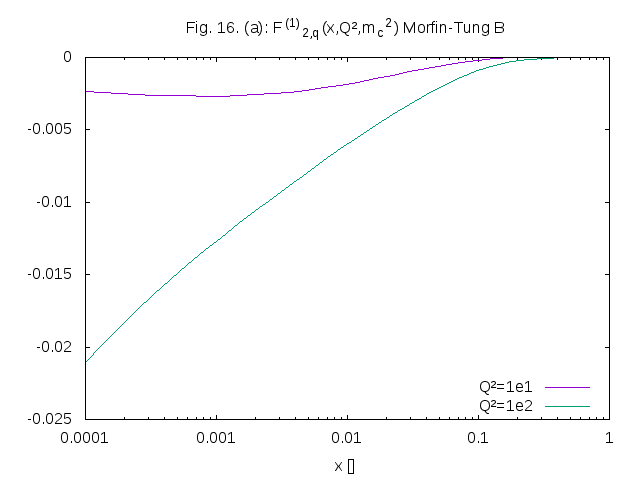 Fig. 16. (a): F⁽¹⁾₂,q(x,Q²,mc²) Morfin-Tung B
0
-0.005
-0.01
-0.015
-0.02
-0.025
0.0001
0.001
0.01
0.1
1
Q²=1e1
Q²=1e2
x []